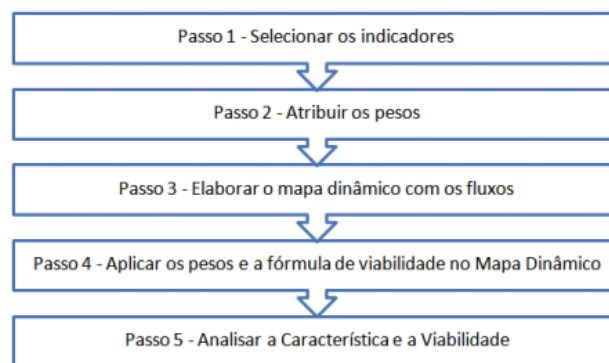 Passo 1 - Selecionar os indicadores
Passo 2 - Atribuir os pesos
Passo 3 - Elaborar o mapa dinâmico com os fluxos
Passo 4 - Aplicar os pesos e a fórmula de viabilidade no Mapa Dinâmico
Passo 5 - Analisar a Característica e a Viabilidade